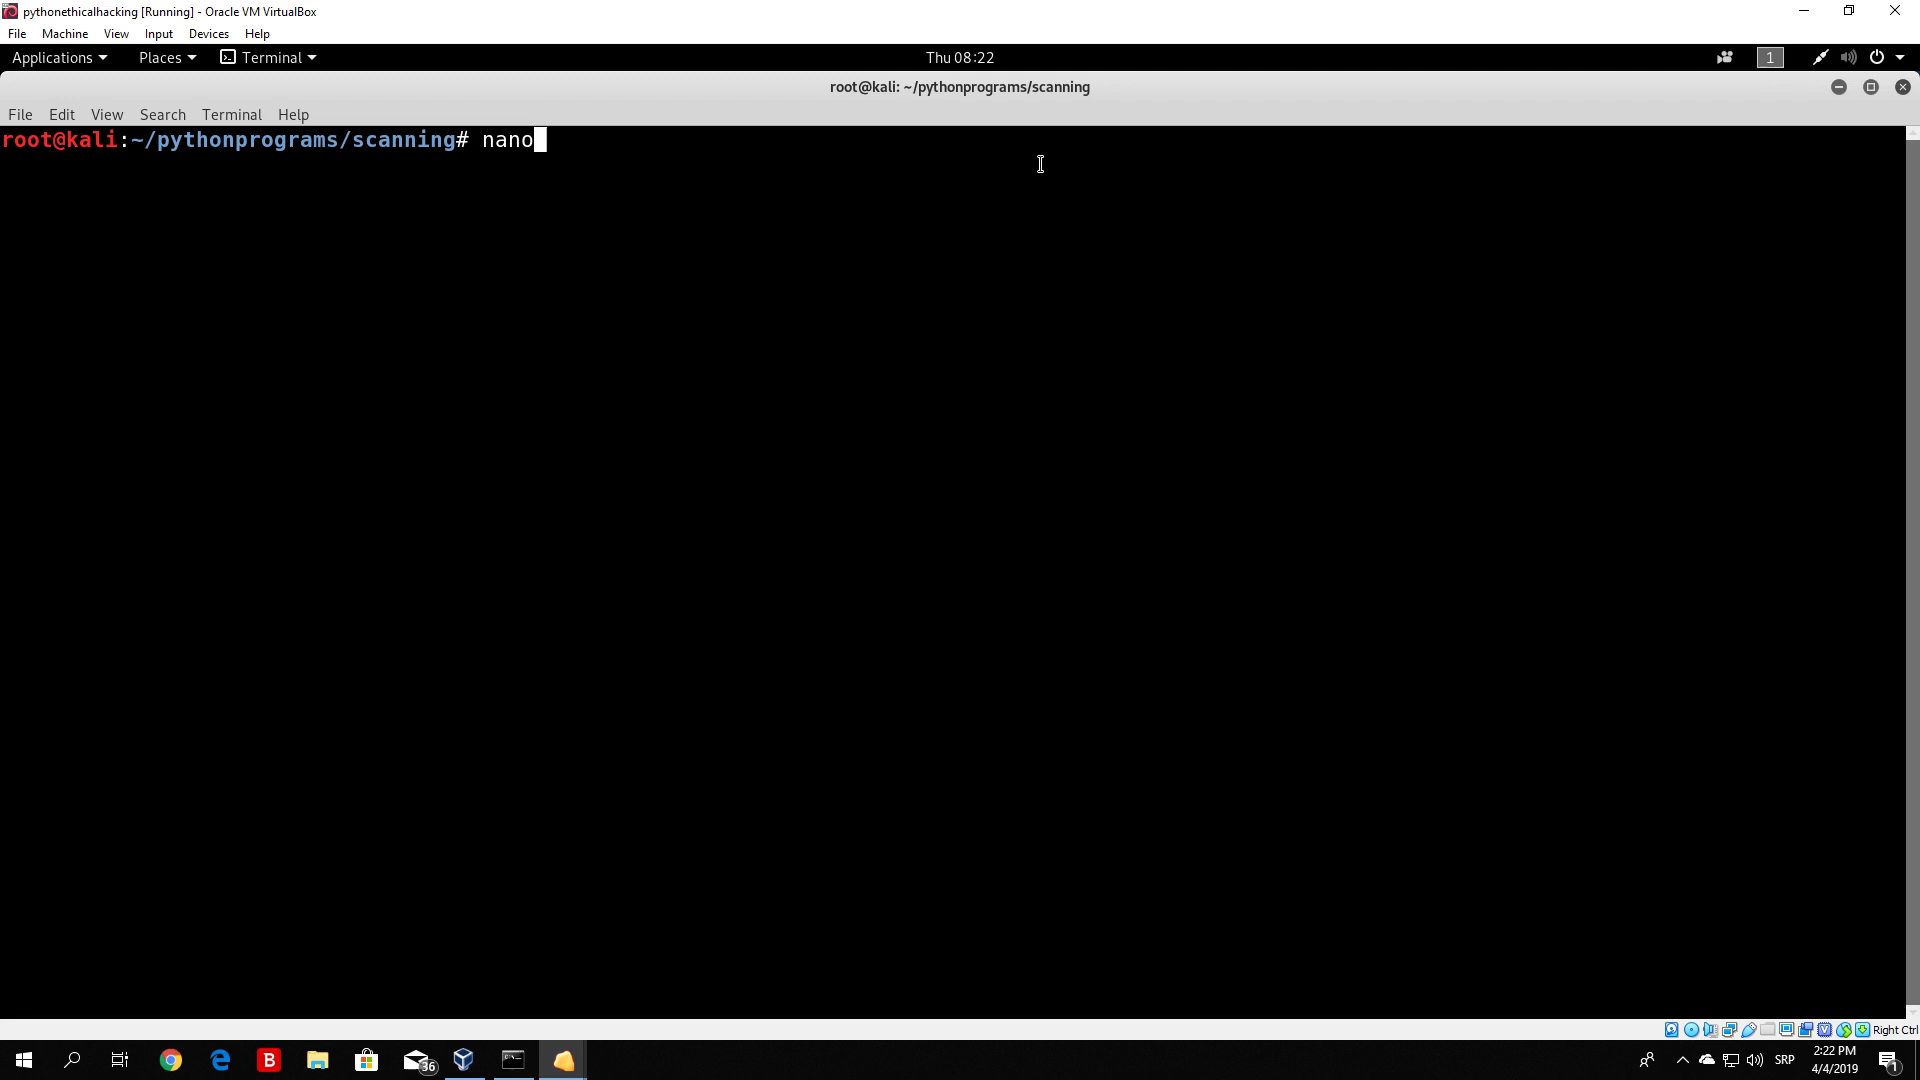 pythonethicalhacking [Running] - Oracle VM VirtualBox
File Machine View Input Devices Help
Applications Places Terminal Thu 08:22 1
root@kali: ~/pythonprograms/scanning
File Edit View Search Terminal Help
root@kali:~/pythonprograms/scanning# nano
Right Ctrl
B 36 SRP 2:22 PM 1
4/4/2019